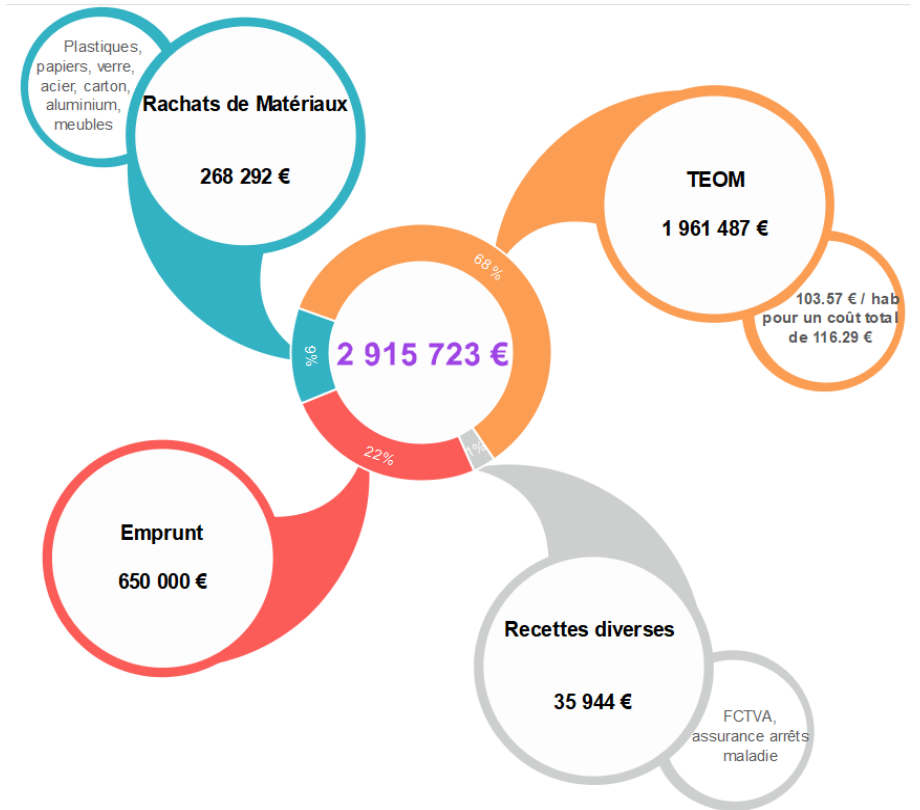 Plastiques,
papiers, verre,
acier, carton,
aluminium,
meubles
Rachats de Matériaux
268 292 €
TEOM
1 961 487 €
103.57 € / hab
pour un coût total
de 116.29 €
68 %
9%
2 915 723 €
22%
1%
Emprunt
650 000 €
Recettes diverses
35 944 €
FCTVA,
assurance arrêts
maladie